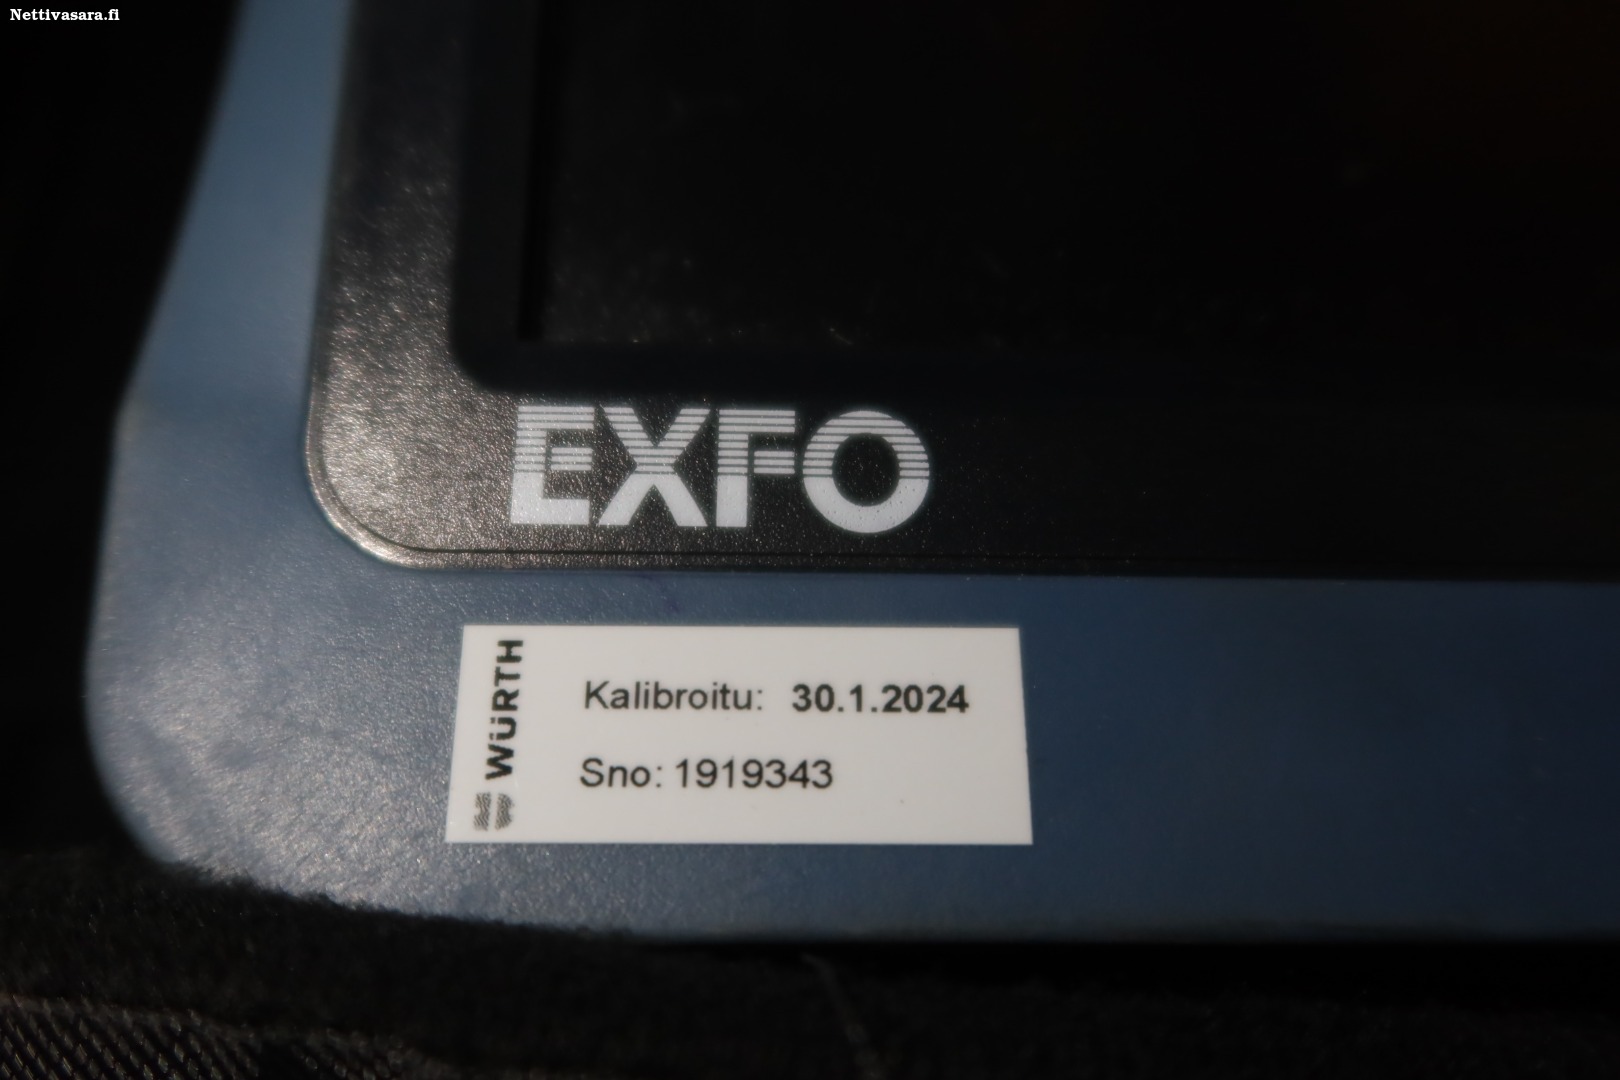 Nettivasara.fi
EXFO
WÜRTH
Kalibroitu: 30.1.2024
Sno: 1919343